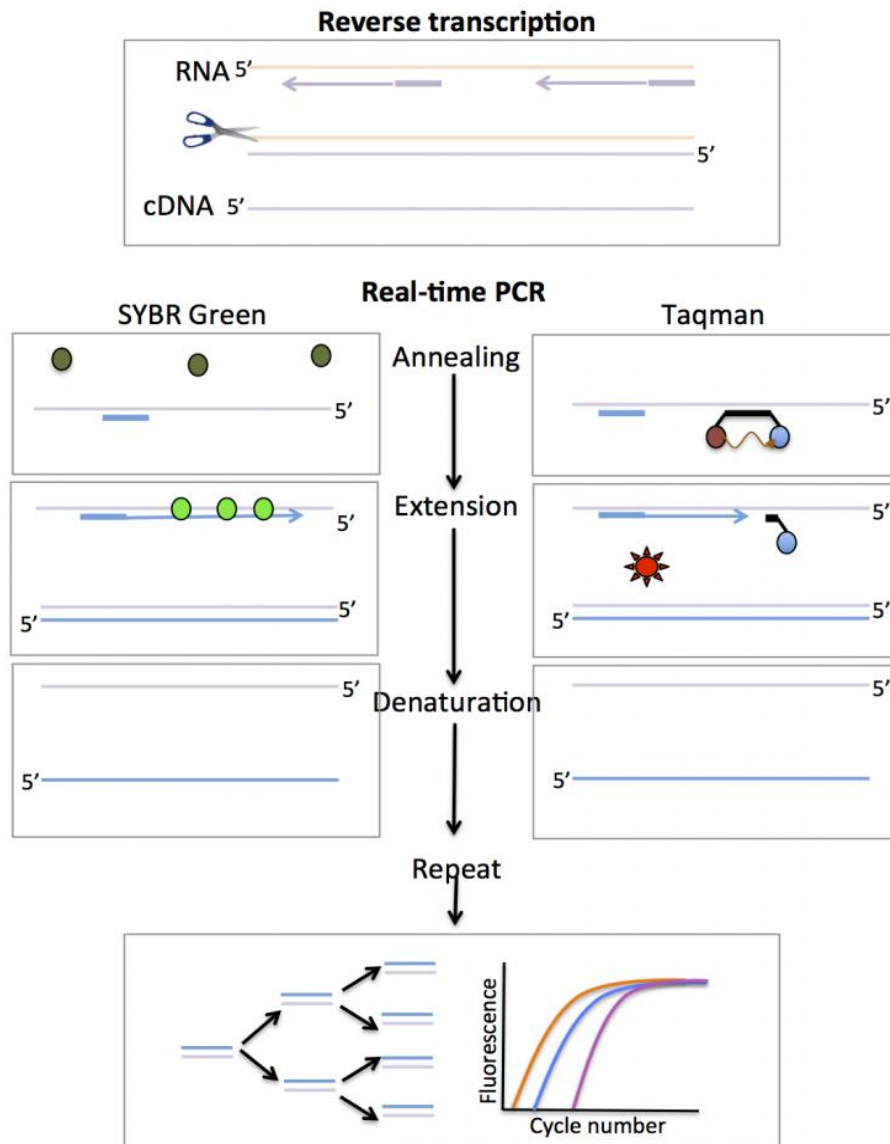 Reverse transcription
RNA 5’
5’
cDNA 5’
Real-time PCR
SYBR Green
Taqman
Annealing
5’
5’
Extension
5’
5’
5’
5’
5’
5’
5’
Denaturation
5’
5’
5’
5’
Repeat
Fluorescence
Cycle number